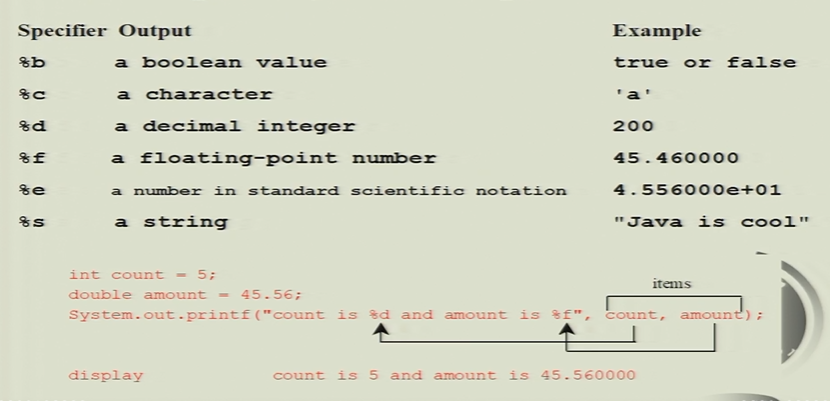 Specifier Output Example
%b a boolean value true or false
%c a character 'a'
%d a decimal integer 200
%f a floating-point number 45.460000
%e a number in standard scientific notation 4.556000e+01
%s a string "Java is cool"
int count = 5;
items
double amount = 45.56;
System.out.printf("count is %d and amount is %f", count, amount);
display count is 5 and amount is 45.560000